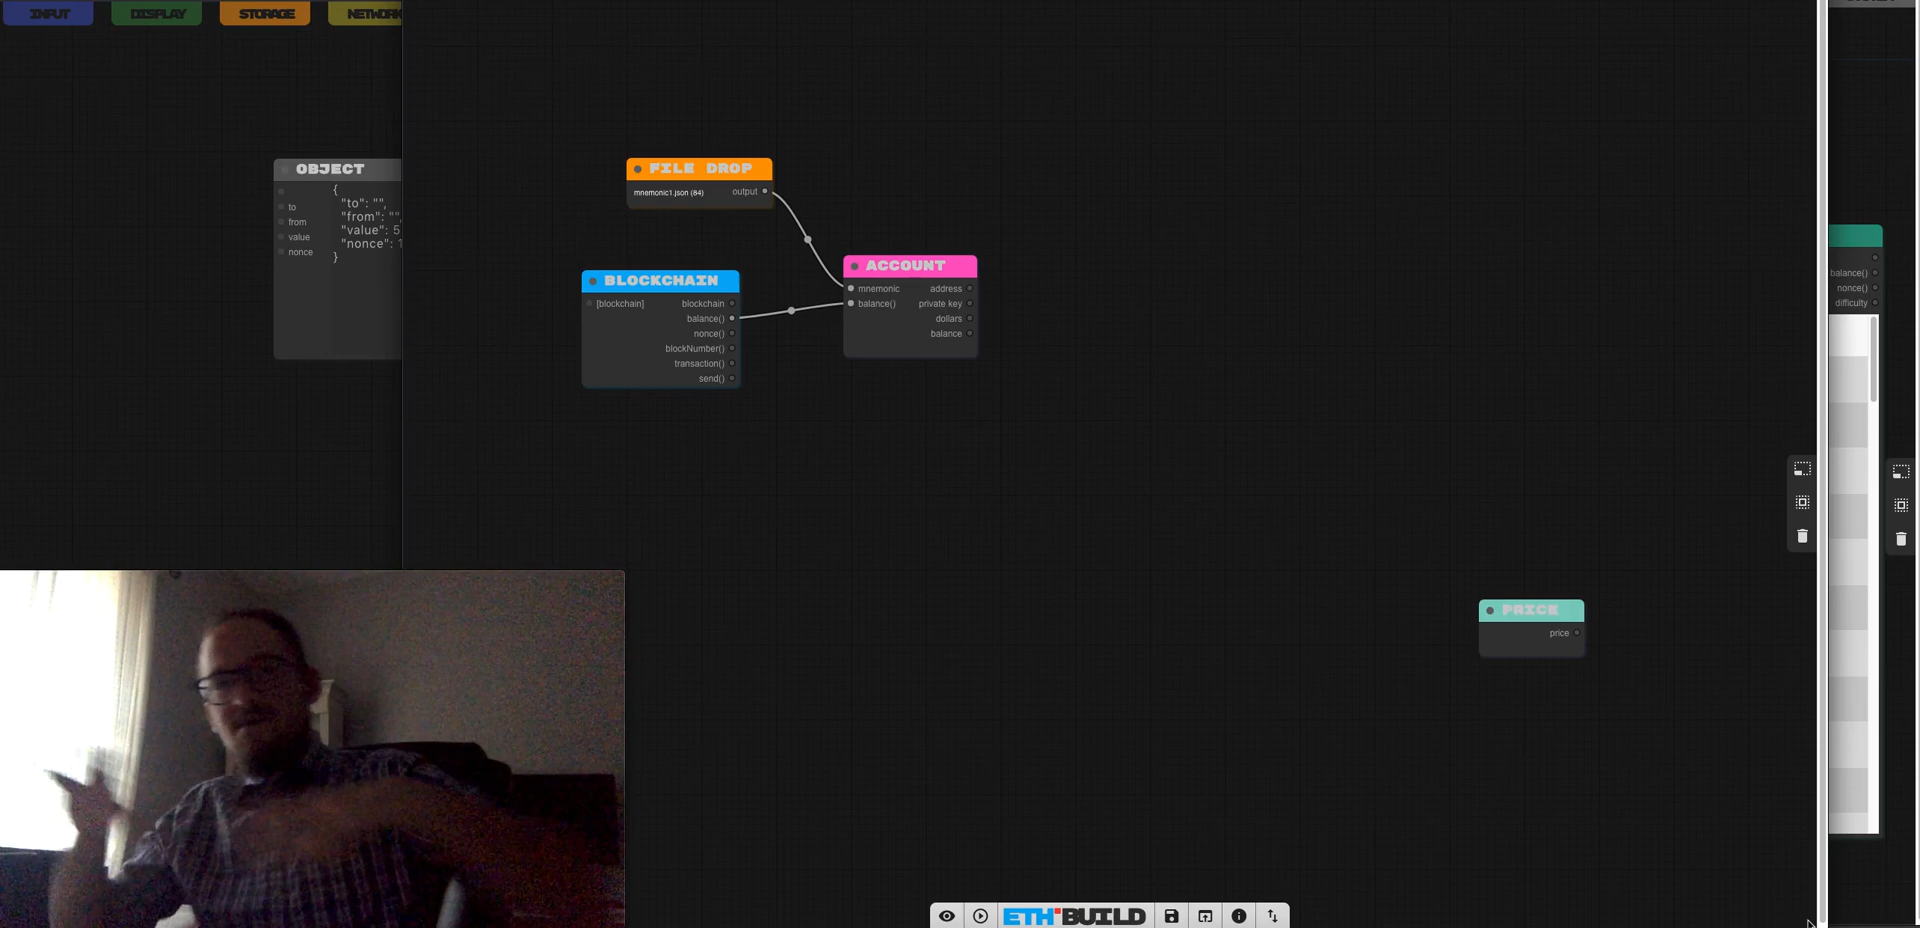 INPUT
DISPLAY
STORAGE
NETWORK
OBJECT
{
to
"to": "",
from
"from": "",
value
"value": 5
nonce
"nonce": 1
}
FILE DROP
mnemonic1.json (84)
output
BLOCKCHAIN
[blockchain]
blockchain
balance()
nonce()
blockNumber()
transaction()
send()
ACCOUNT
mnemonic
address
balance()
private key
dollars
balance
balance()
nonce()
difficulty
PRICE
price
ETH BUILD